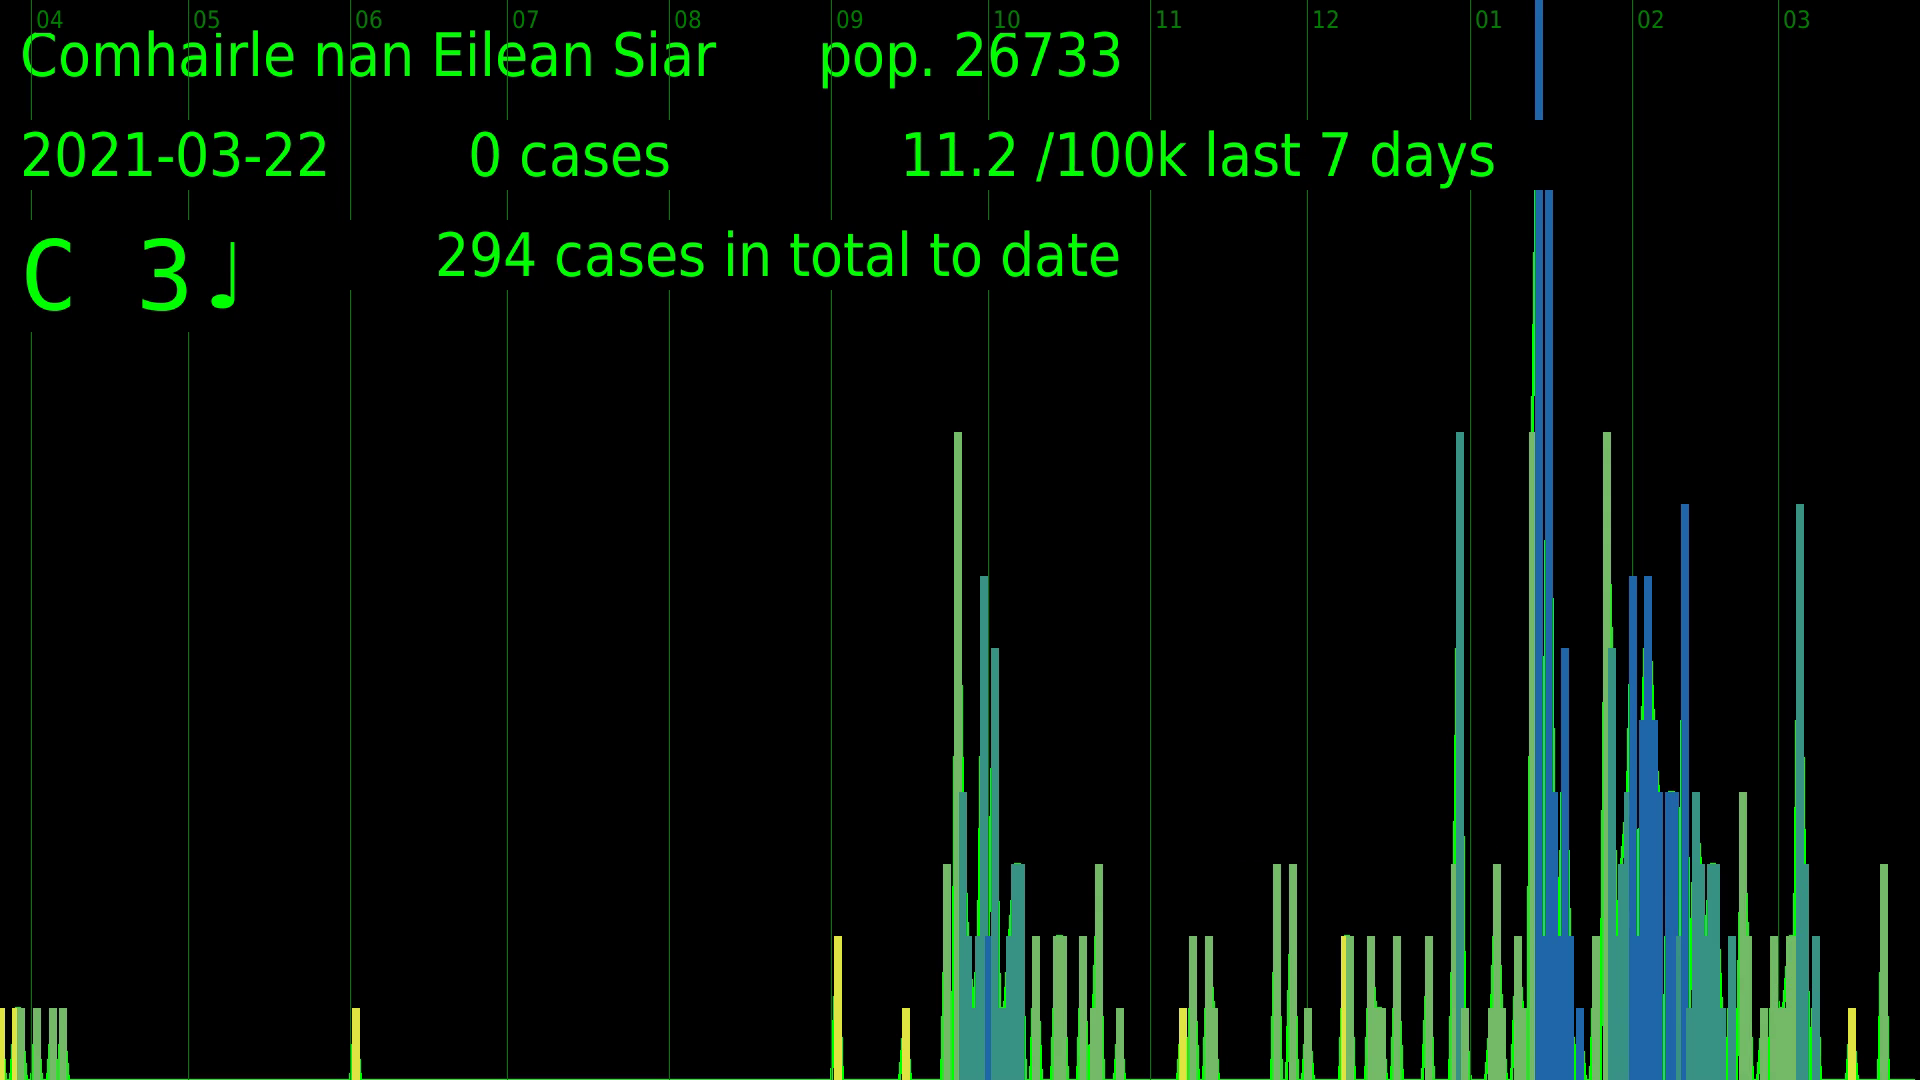 04 05 06 07 08 09 10 11 12 01 02 03
Comhairle nan Eilean Siar pop. 26733
2021-03-22 0 cases 11.2 /100k last 7 days
C 3♩ 294 cases in total to date